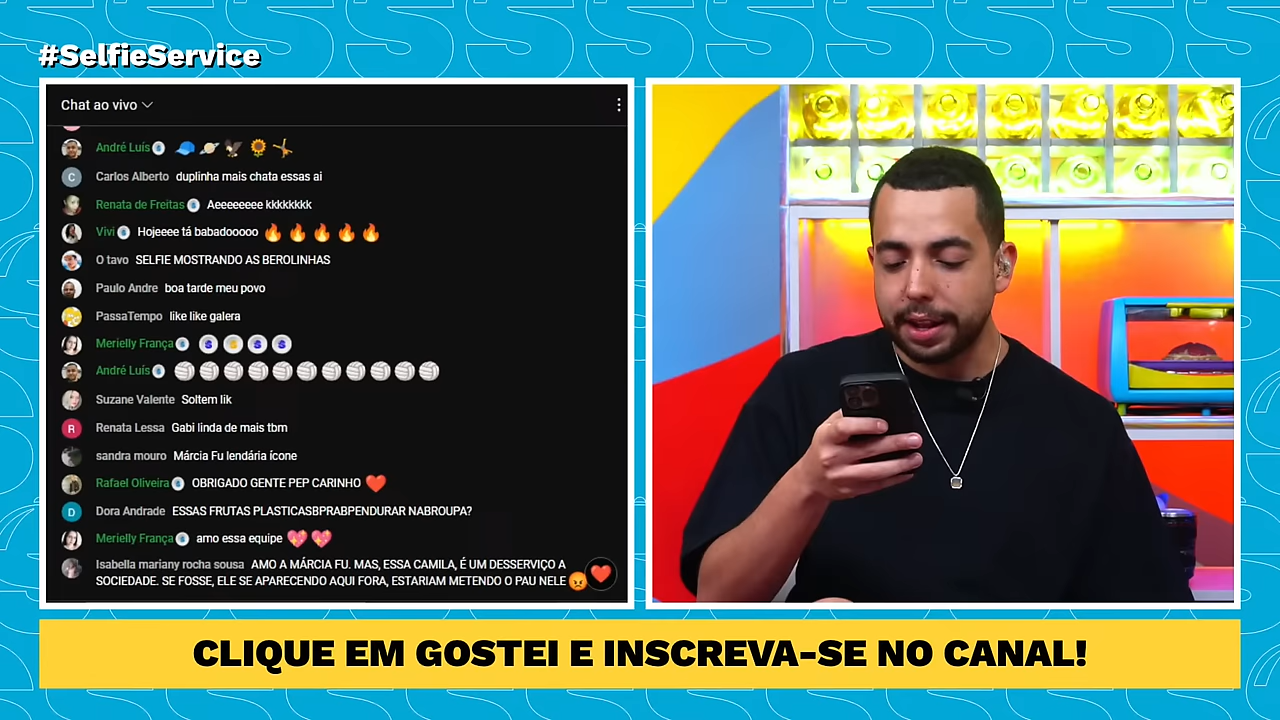 #SelfieService
Chat ao vivo
André Luís
Carlos Alberto duplinha mais chata essas ai
Renata de Freitas Aeeeeeeee kkkkkkkk
Vivi Hojeeee tá babadooooo
O tavo SELFIE MOSTRANDO AS BEROLINHAS
Paulo Andre boa tarde meu povo
PassaTempo like like galera
Merielly França
André Luís
Suzane Valente Soltem lik
R Renata Lessa Gabi linda de mais tbm
sandra mouro Márcia Fu lendária ícone
Rafael Oliveira OBRIGADO GENTE PEP CARINHO
D Dora Andrade ESSAS FRUTAS PLASTICASBPRABPENDURAR NABROUPA?
Merielly França amo essa equipe
Isabella mariany rocha sousa AMO A MÁRCIA FU. MAS, ESSA CAMILA, É UM DESSERVIÇO A
SOCIEDADE. SE FOSSE, ELE SE APARECENDO AQUI FORA, ESTARIAM METENDO O PAU NELE
CLIQUE EM GOSTEI E INSCREVA-SE NO CANAL!